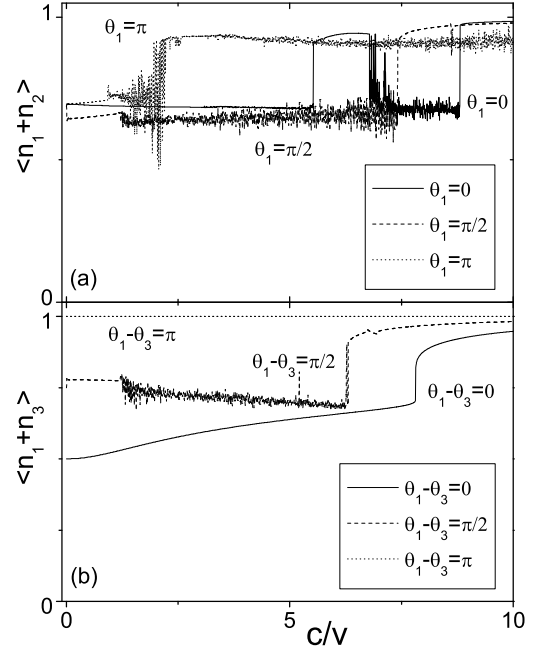 1
θ₁=π
<n₁+n₂>
θ₁=0
θ₁=π/2
θ₁=0
θ₁=π/2
θ₁=π
(a)
0
1
θ₁-θ₃=π
θ₁-θ₃=π/2
<n₁+n₃>
θ₁-θ₃=0
θ₁-θ₃=0
θ₁-θ₃=π/2
θ₁-θ₃=π
(b)
0
0 5 10
c/v